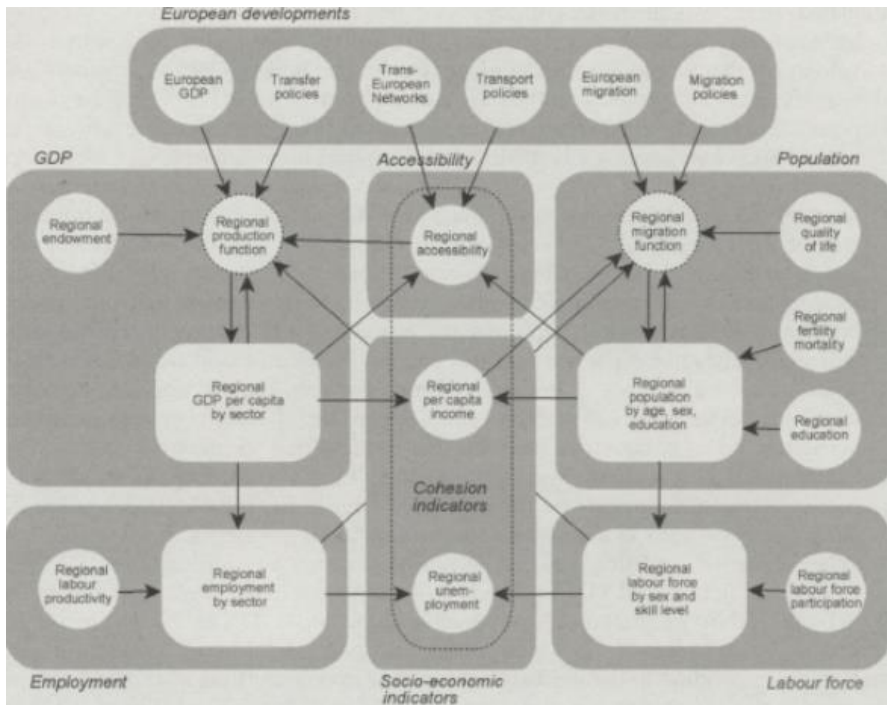 European developments
European
GDP
Transfer
policies
Trans-
European
Networks
Transport
policies
European
migration
Migration
policies
GDP
Accessibility
Population
Regional
endowment
Regional
production
function
Regional
accessibility
Regional
migration
function
Regional
quality
of life
Regional
fertility
mortality
Regional
GDP per capita
by sector
Regional
per capita
income
Regional
population
by age, sex,
education
Regional
education
Cohesion
indicators
Regional
labour
productivity
Regional
employment
by sector
Regional
unem-
ployment
Regional
labour force
by sex and
skill level
Regional
labour force
participation
Employment
Socio-economic
indicators
Labour force